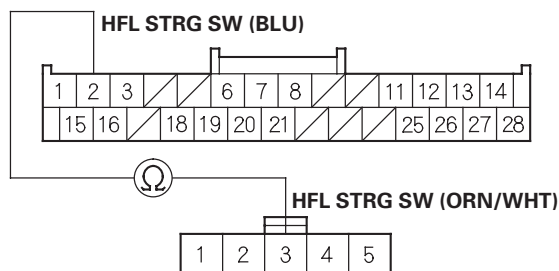 HFL STRG SW (BLU)
1 2 3 6 7 8 11 12 13 14
15 16 18 19 20 21 25 26 27 28
Ω
HFL STRG SW (ORN/WHT)
1 2 3 4 5